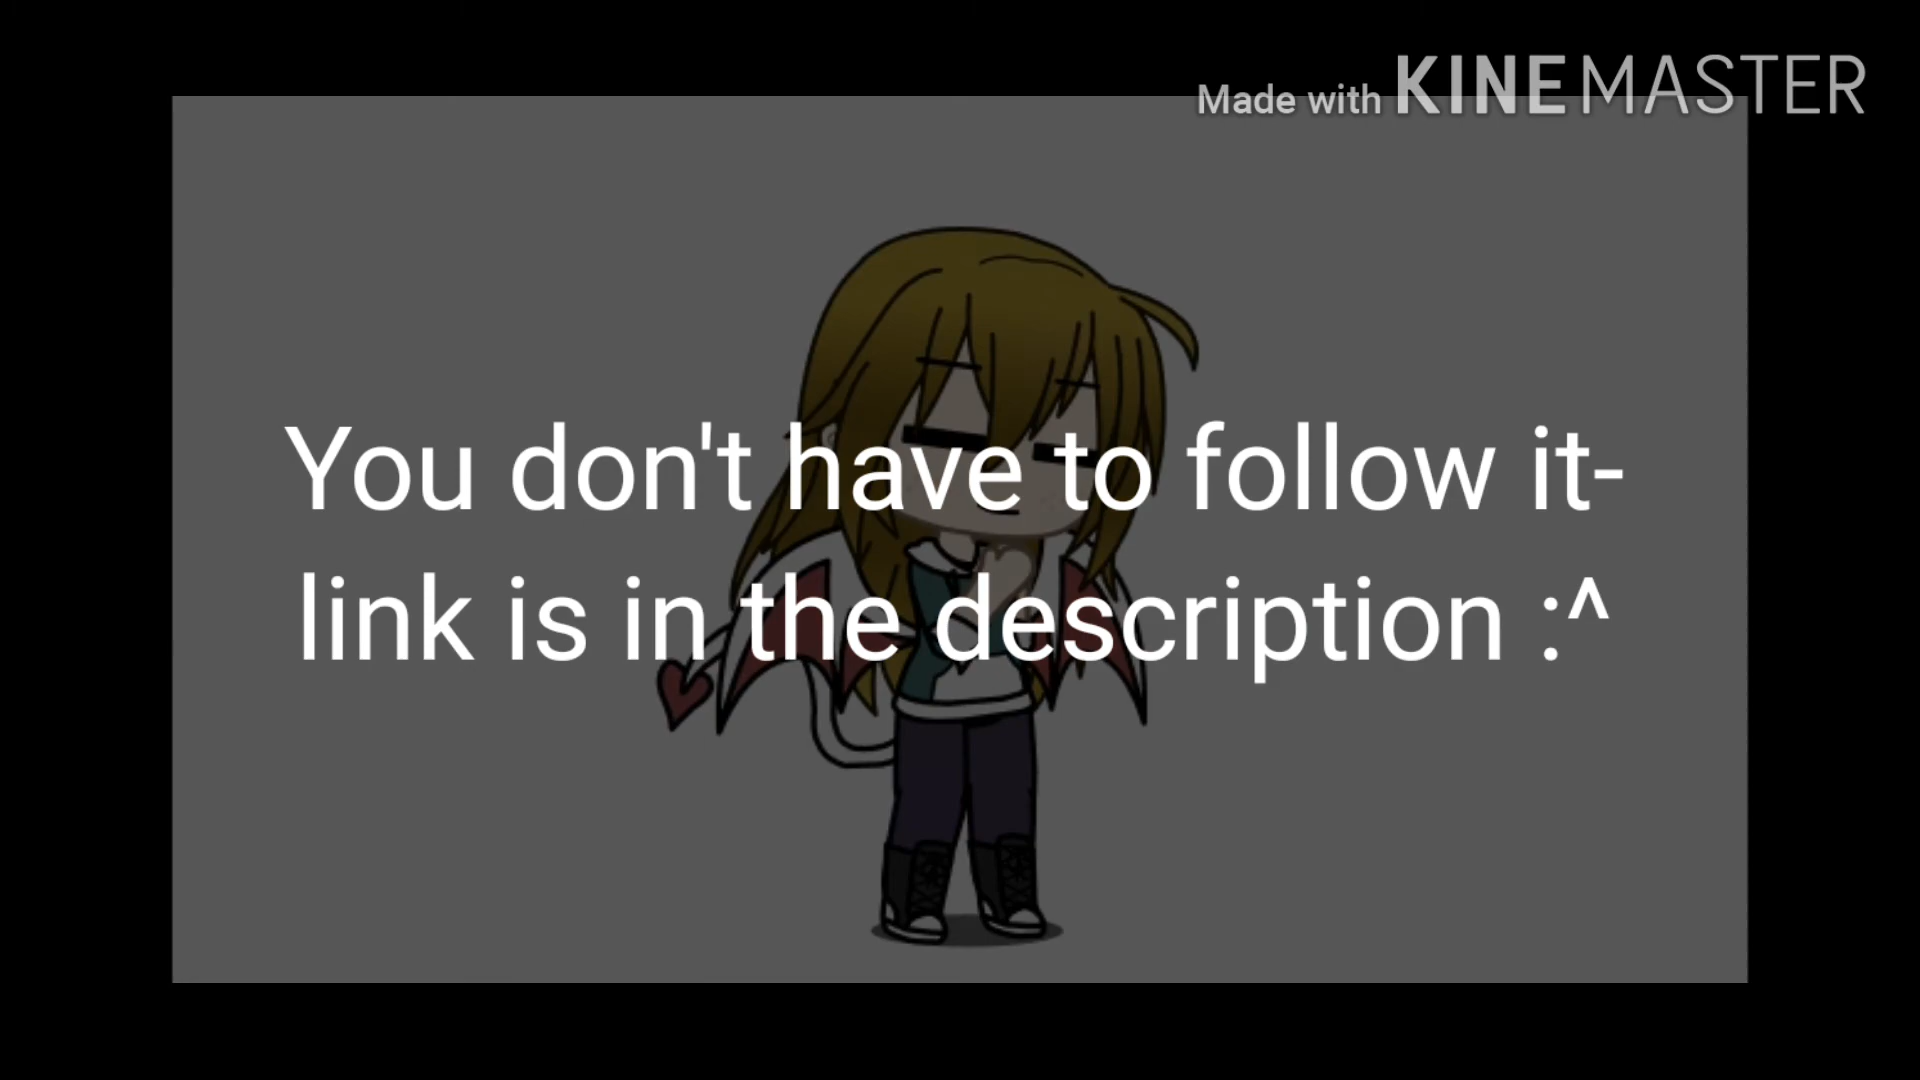 Made with KINEMASTER
You don't have to follow it-
link is in the description :^